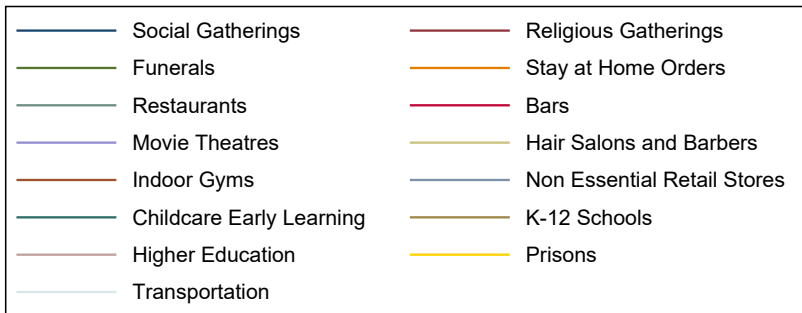 Social Gatherings
Religious Gatherings
Funerals
Stay at Home Orders
Restaurants
Bars
Movie Theatres
Hair Salons and Barbers
Indoor Gyms
Non Essential Retail Stores
Childcare Early Learning
K-12 Schools
Higher Education
Prisons
Transportation